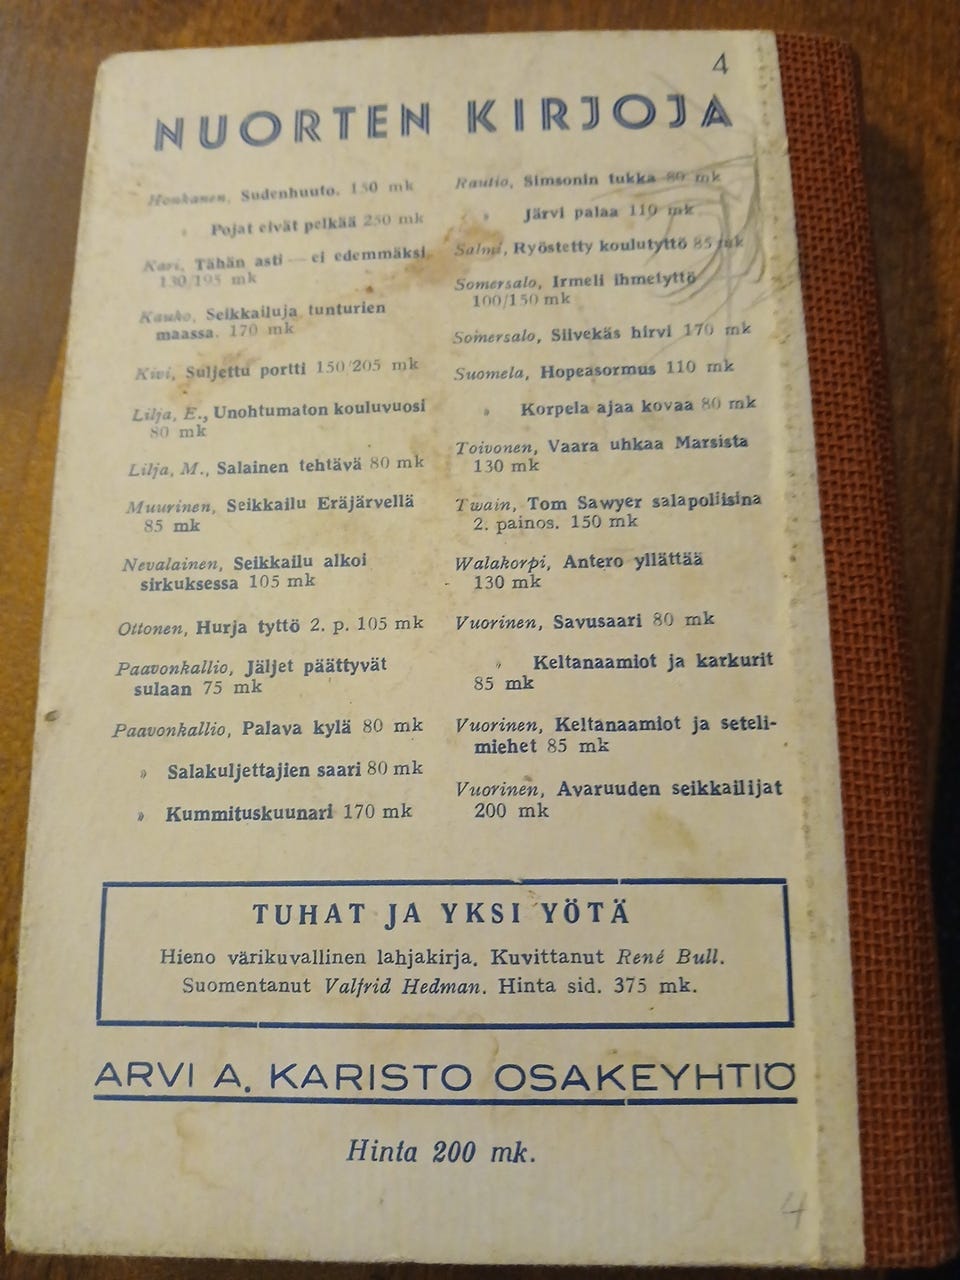 4
NUORTEN KIRJOJA
Honkanen, Sudenhuuto. 150 mk
» Pojat eivät pelkää 250 mk
Kari, Tähän asti — ei edemmäksi
130/195 mk
Kauko, Seikkailuja tunturien
maassa. 170 mk
Kivi, Suljettu portti 150/205 mk
Lilja, E., Unohtumaton kouluvuosi
80 mk
Lilja, M., Salainen tehtävä 80 mk
Muurinen, Seikkailu Eräjärvellä
85 mk
Nevalainen, Seikkailu alkoi
sirkuksessa 105 mk
Ottonen, Hurja tyttö 2. p. 105 mk
Paavonkallio, Jäljet päättyvät
sulaan 75 mk
Paavonkallio, Palava kylä 80 mk
» Salakuljettajien saari 80 mk
» Kummituskuunari 170 mk
Rautio, Simsonin tukka 80 mk
» Järvi palaa 110 mk
Salmi, Ryöstetty koulutyttö 85 mk
Somersalo, Irmeli ihmetyttö
100/150 mk
Somersalo, Siivekäs hirvi 170 mk
Suomela, Hopeasormus 110 mk
» Korpela ajaa kovaa 80 mk
Toivonen, Vaara uhkaa Marsista
130 mk
Twain, Tom Sawyer salapoliisina
2. painos. 150 mk
Walakorpi, Antero yllättää
130 mk
Vuorinen, Savusaari 80 mk
» Keltanaamiot ja karkurit
85 mk
Vuorinen, Keltanaamiot ja seteli-
miehet 85 mk
Vuorinen, Avaruuden seikkailijat
200 mk
TUHAT JA YKSI YÖTÄ
Hieno värikuvallinen lahjakirja. Kuvittanut René Bull.
Suomentanut Valfrid Hedman. Hinta sid. 375 mk.
ARVI A. KARISTO OSAKEYHTIÖ
Hinta 200 mk.
4